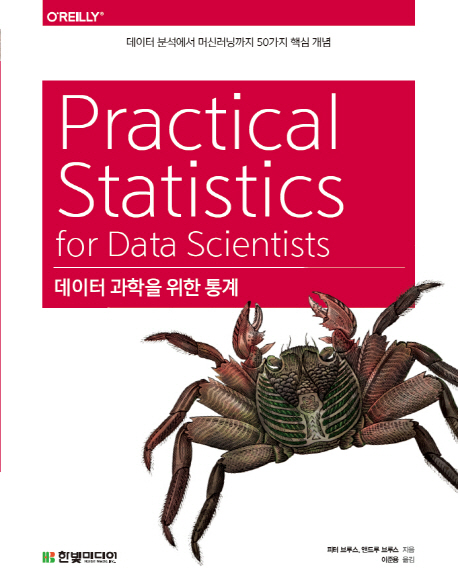 O'REILLY®
데이터 분석에서 머신러닝까지 50가지 핵심 개념
Practical
Statistics
for Data Scientists
데이터 과학을 위한 통계
피터 브루스, 앤드루 브루스 지음
이준용 옮김
한빛미디어